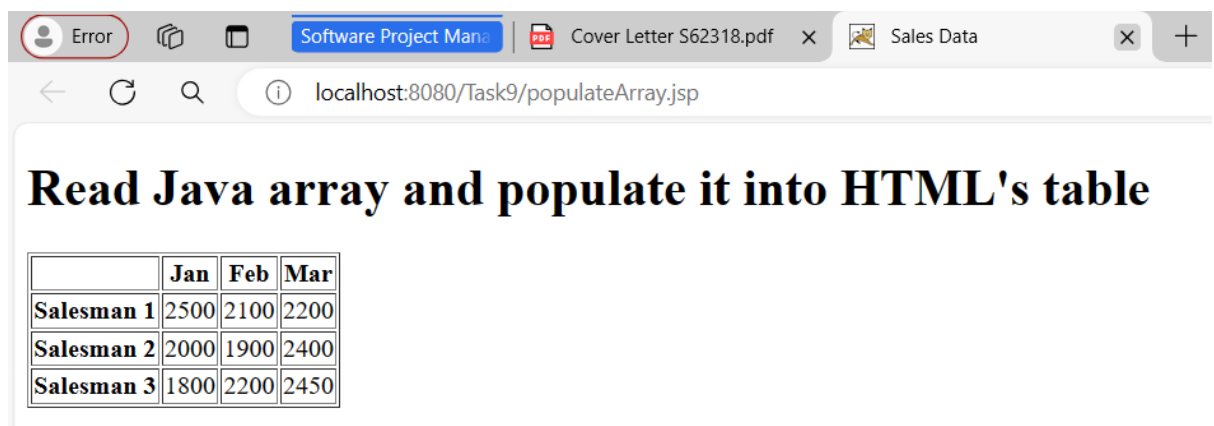 Error
Software Project Mana
PDF
Cover Letter S62318.pdf
Sales Data
localhost:8080/Task9/populateArray.jsp
Read Java array and populate it into HTML's table
Jan Feb Mar
Salesman 1 2500 2100 2200
Salesman 2 2000 1900 2400
Salesman 3 1800 2200 2450